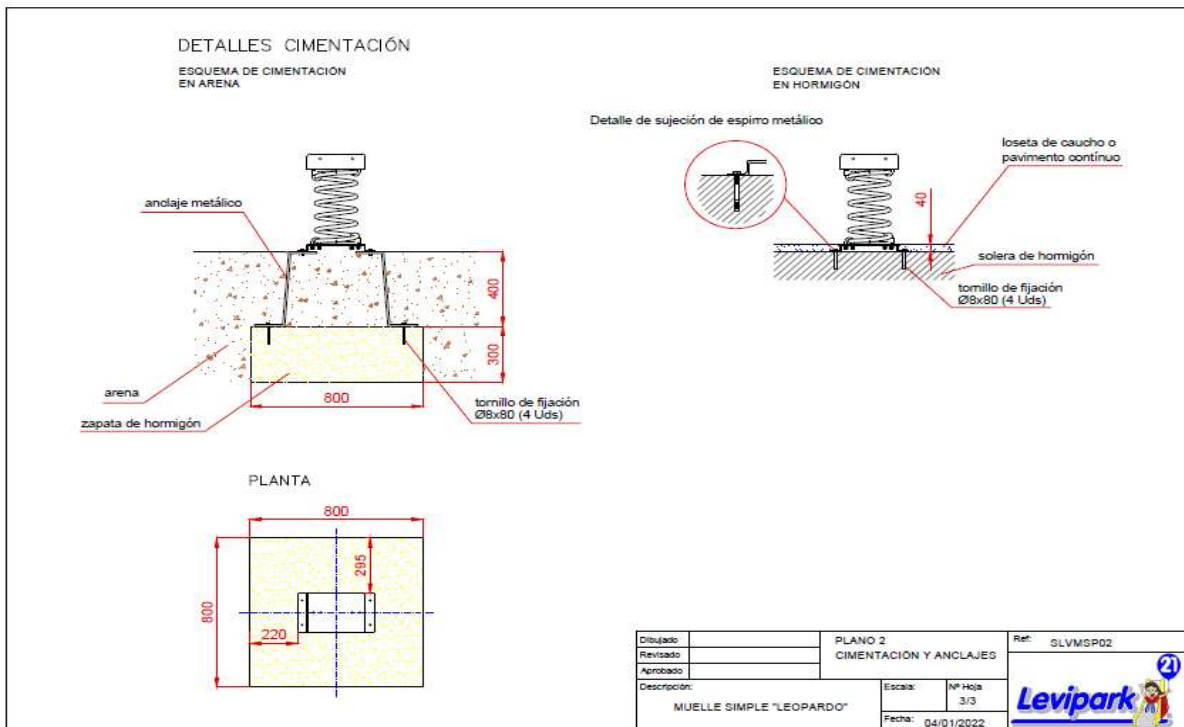 DETALLES CIMENTACIÓN
ESQUEMA DE CIMENTACIÓN
EN ARENA
anclaje metálico
400
300
800
arena
zapata de hormigón
tornillo de fijación
Ø8x80 (4 Uds)
ESQUEMA DE CIMENTACIÓN
EN HORMIGÓN
Detalle de sujeción de espirro metálico
loseta de caucho o
pavimento contínuo
40
solera de hormigón
tornillo de fijación
Ø8x80 (4 Uds)
PLANTA
800
800
295
220
Dibujado
Revisado
Aprobado
PLANO 2
CIMENTACIÓN Y ANCLAJES
Ref: SLVMSP02
Descripción:
MUELLE SIMPLE "LEOPARDO"
Escala:
Nº Hoja
3/3
Fecha: 04/01/2022
Levipark
21